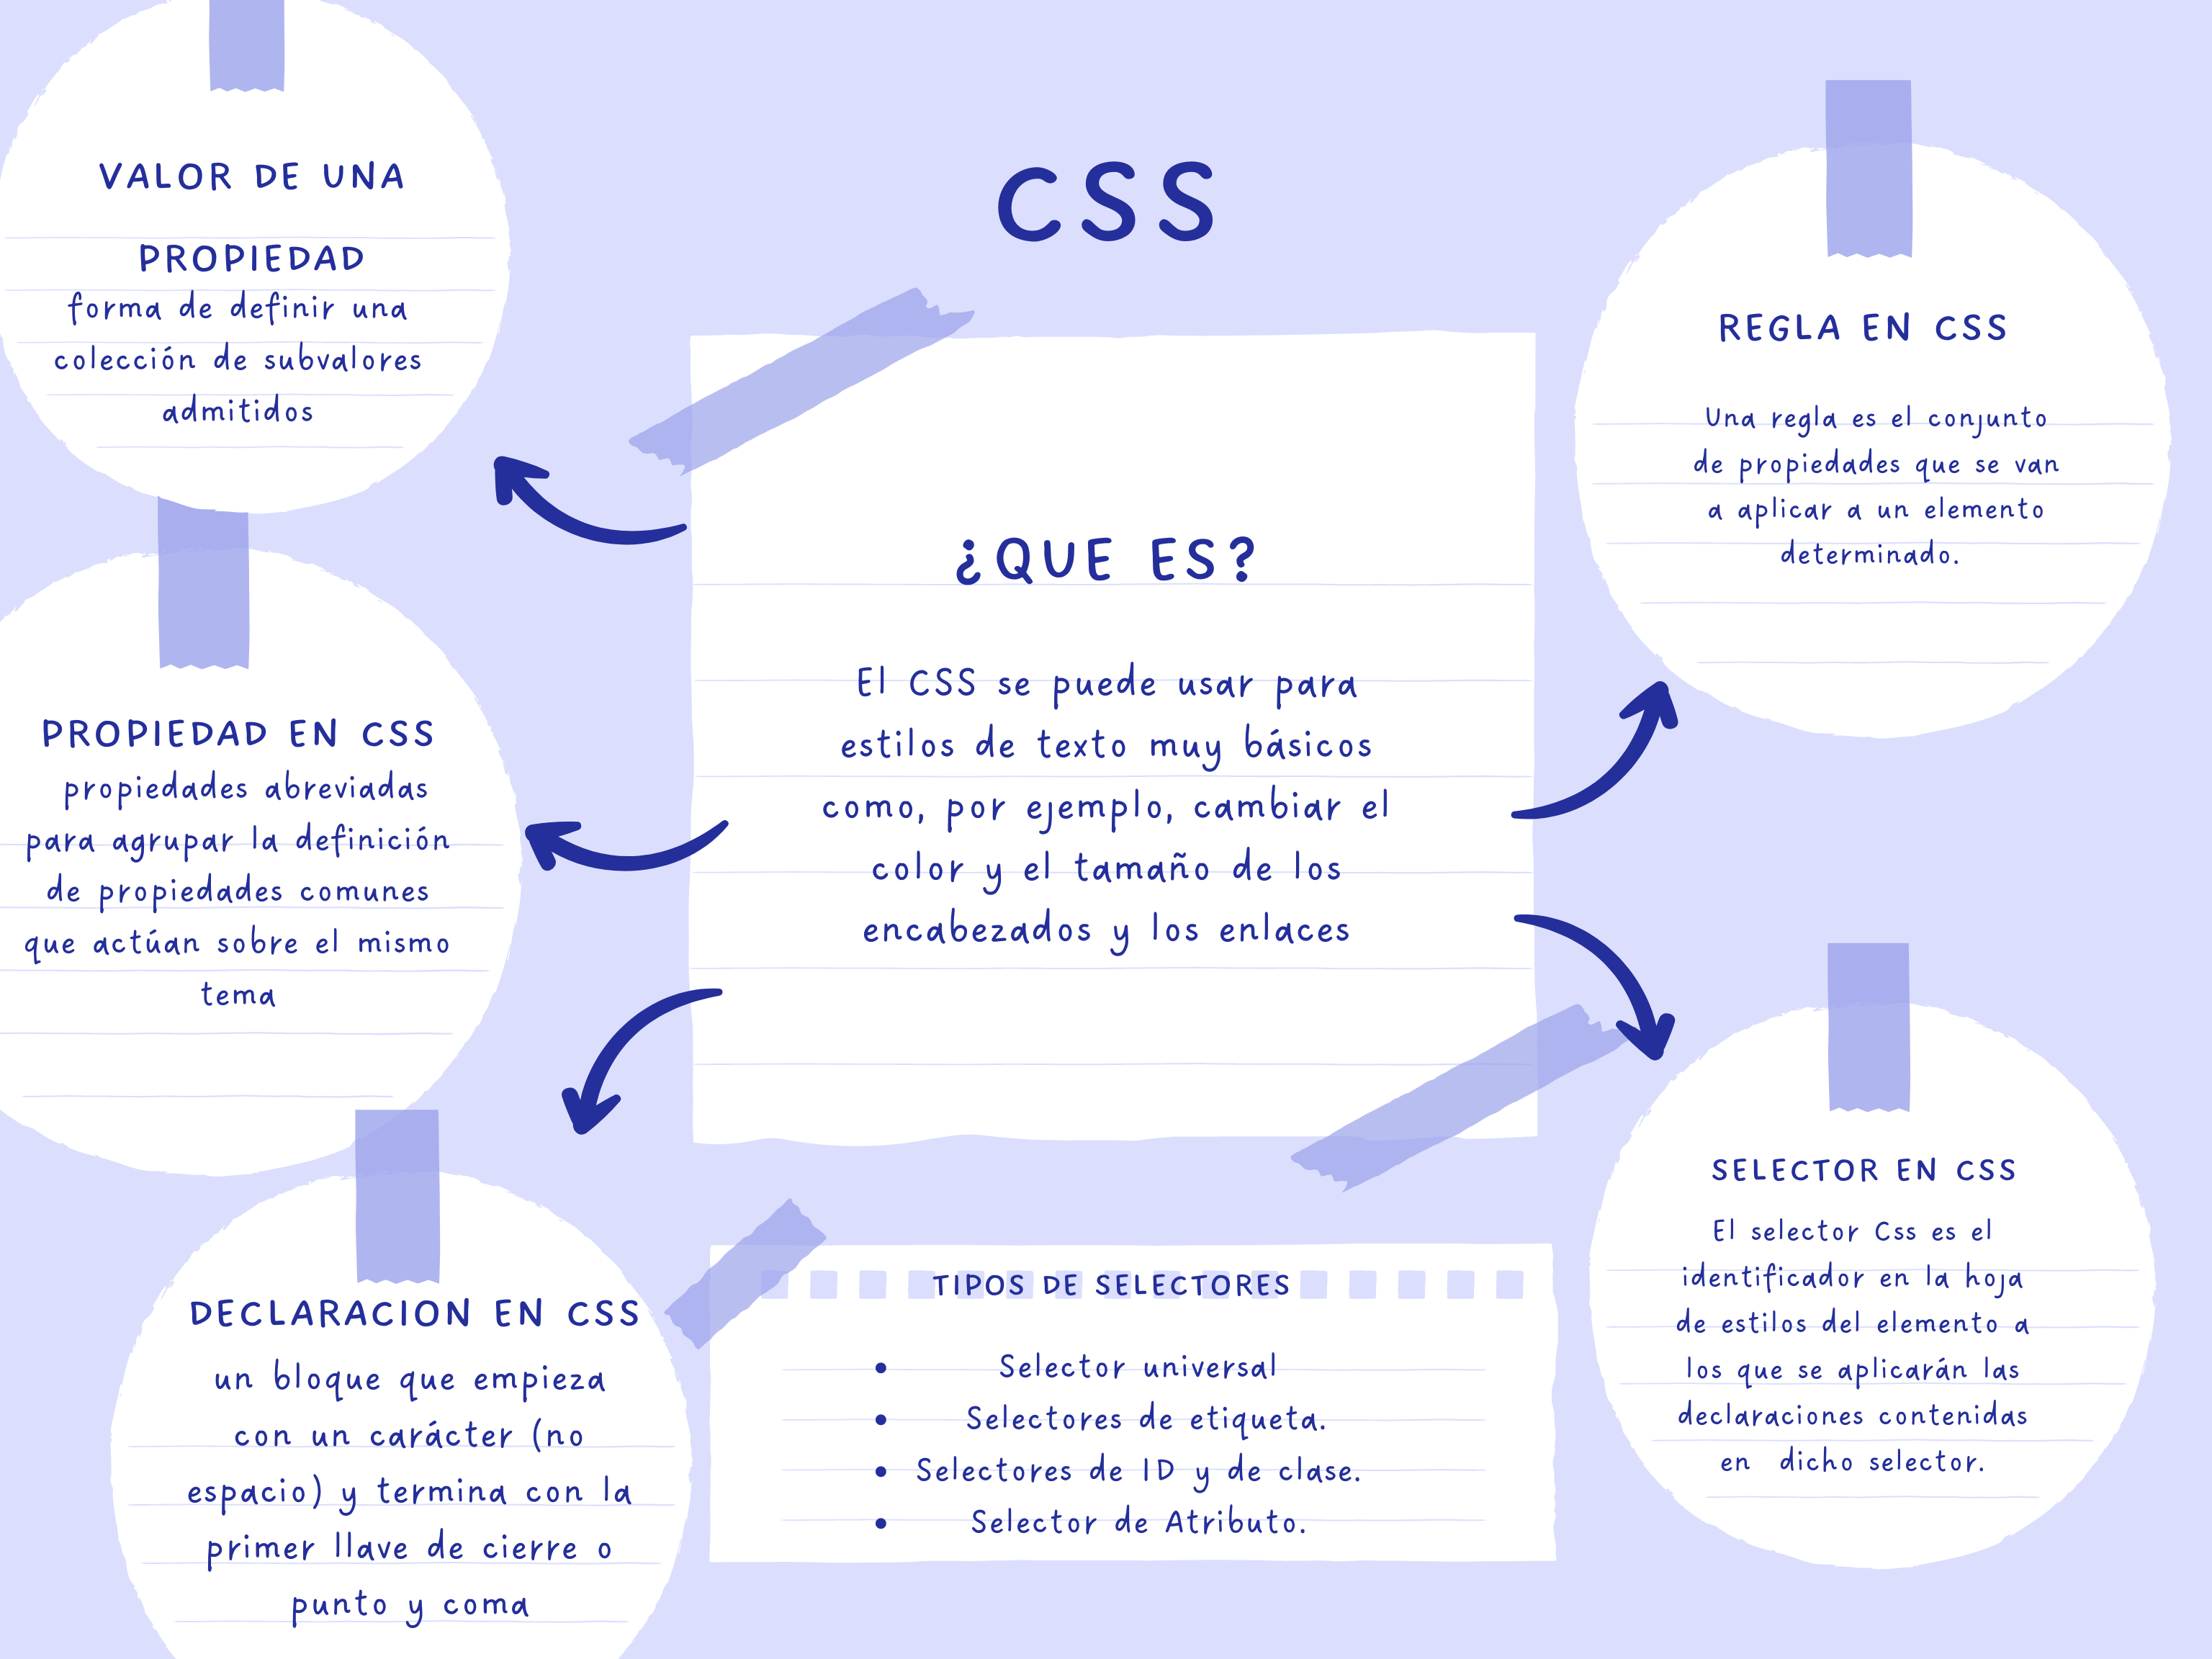 CSS
VALOR DE UNA
PROPIEDAD
forma de definir una
colección de subvalores
admitidos
PROPIEDAD EN CSS
propiedades abreviadas
para agrupar la definición
de propiedades comunes
que actúan sobre el mismo
tema
DECLARACION EN CSS
un bloque que empieza
con un carácter (no
espacio) y termina con la
primer llave de cierre o
punto y coma
¿QUE ES?
El CSS se puede usar para
estilos de texto muy básicos
como, por ejemplo, cambiar el
color y el tamaño de los
encabezados y los enlaces
TIPOS DE SELECTORES
• Selector universal
• Selectores de etiqueta.
• Selectores de ID y de clase.
• Selector de Atributo.
REGLA EN CSS
Una regla es el conjunto
de propiedades que se van
a aplicar a un elemento
determinado.
SELECTOR EN CSS
El selector Css es el
identificador en la hoja
de estilos del elemento a
los que se aplicarán las
declaraciones contenidas
en dicho selector.